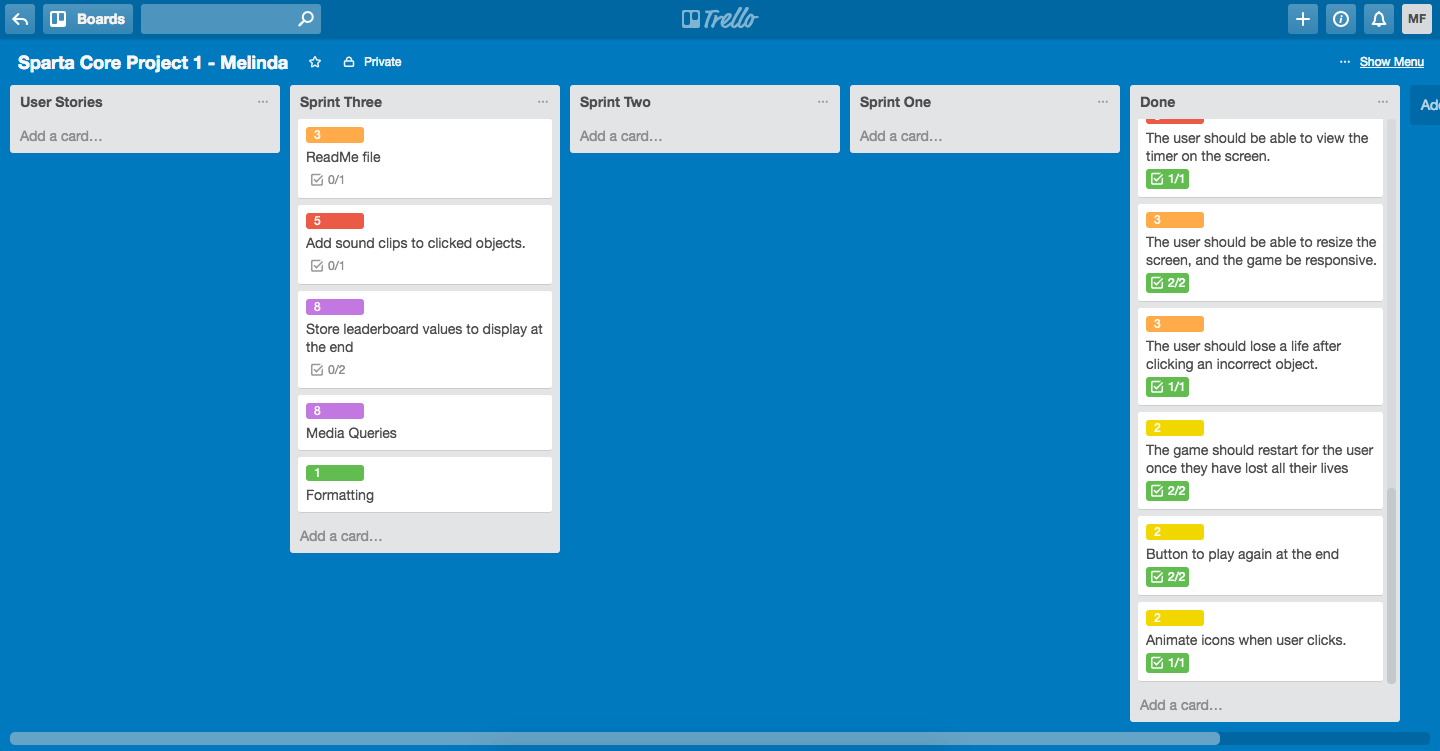 Boards
Trello
MF
Sparta Core Project 1 - Melinda
Private
... Show Menu
User Stories
...
Add a card...
Sprint Three
...
3
ReadMe file
0/1
5
Add sound clips to clicked objects.
0/1
8
Store leaderboard values to display at
the end
0/2
8
Media Queries
1
Formatting
Add a card...
Sprint Two
...
Add a card...
Sprint One
...
Add a card...
Done
...
The user should be able to view the
timer on the screen.
1/1
3
The user should be able to resize the
screen, and the game be responsive.
2/2
3
The user should lose a life after
clicking an incorrect object.
1/1
2
The game should restart for the user
once they have lost all their lives
2/2
2
Button to play again at the end
2/2
2
Animate icons when user clicks.
1/1
Add a card...